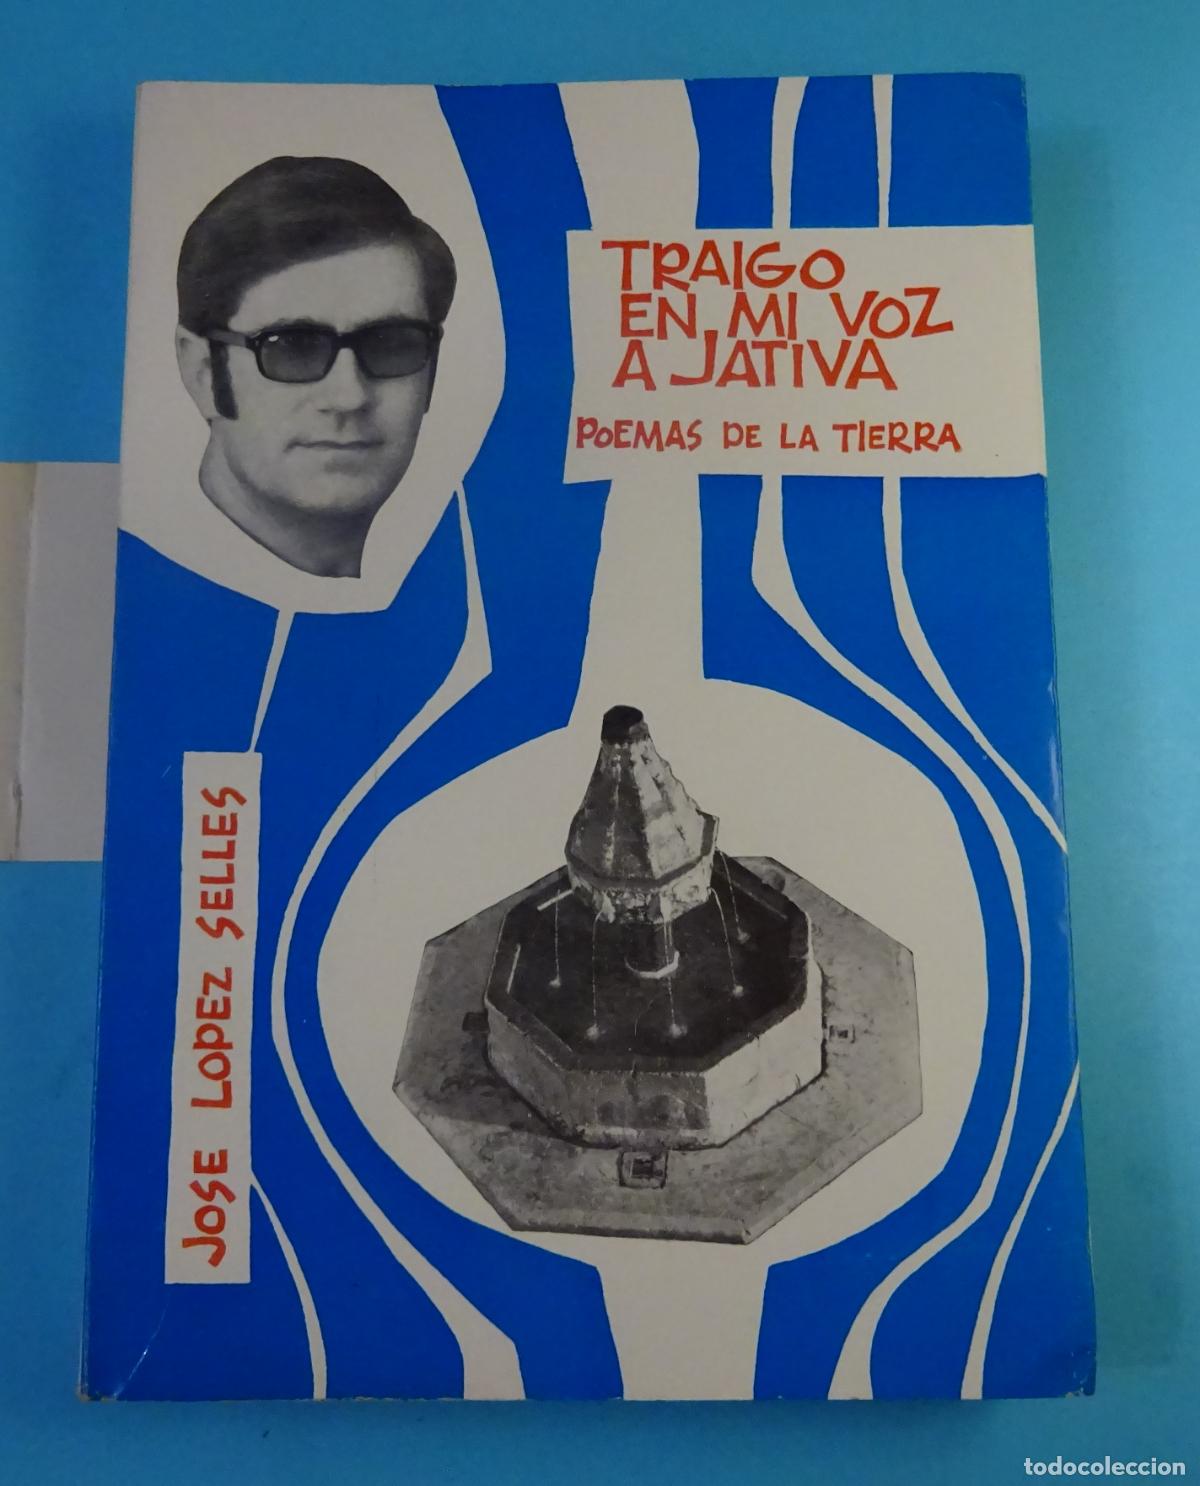 TRAIGO
EN MI VOZ
A JATIVA
POEMAS DE LA TIERRA
JOSE LOPEZ SELLES
todocoleccion